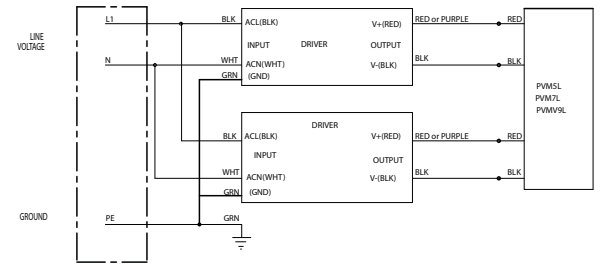 L1 BLK ACL(BLK) V+(RED) RED or PURPLE RED
LINE
VOLTAGE
INPUT DRIVER OUTPUT
N WHT ACN(WHT) V-(BLK) BLK BLK
GRN (GND)
PVM5L
PVM7L
PVMV9L
DRIVER
BLK ACL(BLK) V+(RED) RED or PURPLE RED
INPUT OUTPUT
WHT ACN(WHT) V-(BLK) BLK BLK
GRN (GND)
GROUND PE GRN